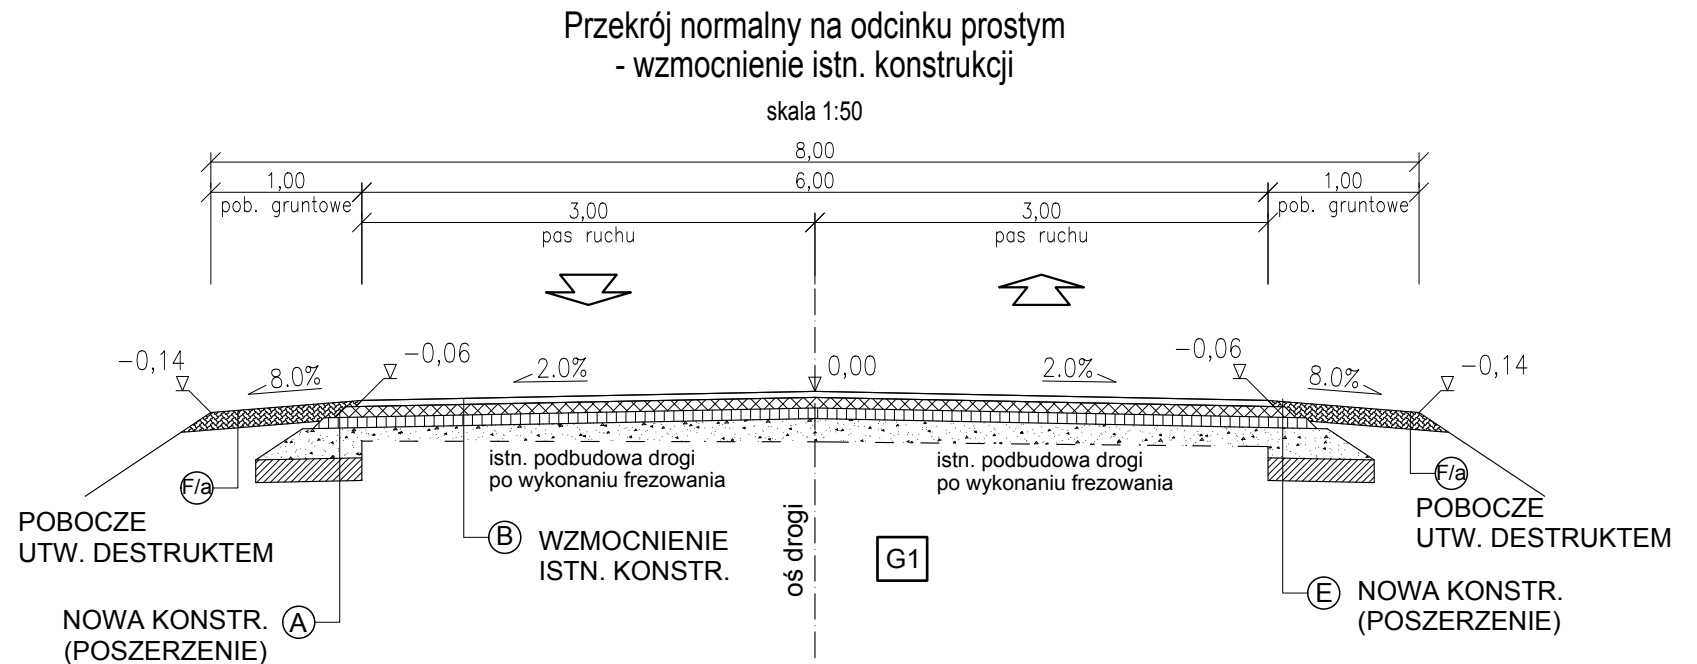 Przekrój normalny na odcinku prostym
- wzmocnienie istn. konstrukcji
skala 1:50
8,00
1,00
6,00
1,00
pob. gruntowe
3,00
3,00
pob. gruntowe
pas ruchu
pas ruchu
-0,14
8.0%
-0,06
2.0%
0,00
2.0%
-0,06
8.0%
-0,14
istn. podbudowa drogi
po wykonaniu frezowania
istn. podbudowa drogi
po wykonaniu frezowania
F/a
F/a
POBOCZE
UTW. DESTRUKTEM
B
WZMOCNIENIE
ISTN. KONSTR.
oś drogi
G1
POBOCZE
UTW. DESTRUKTEM
NOWA KONSTR.
(POSZERZENIE)
A
E
NOWA KONSTR.
(POSZERZENIE)